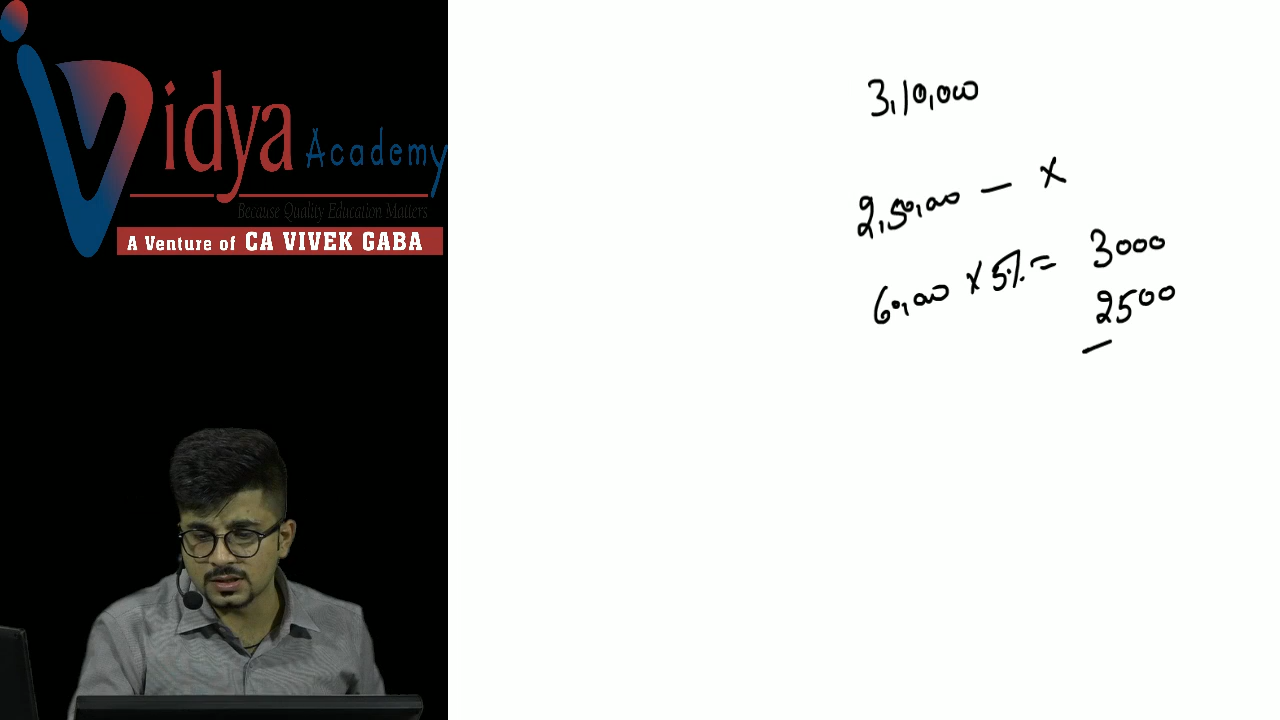 Vidya Academy
Because Quality Education Matters
A Venture of CA VIVEK GABA
3,10,000
2,50,000 — x
60,000 x 5% = 3000
2500